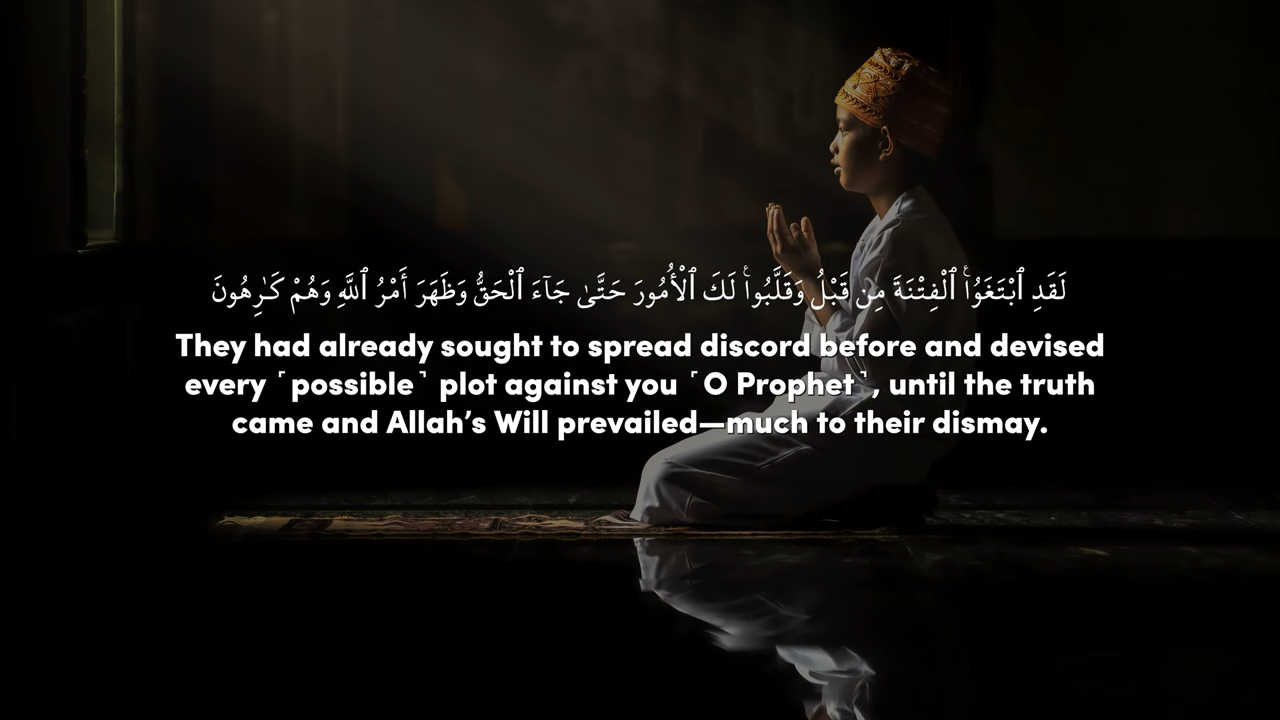 لَقَدِ ٱبْتَغَوُا۟ ٱلْفِتْنَةَ مِن قَبْلُ وَقَلَّبُوا۟ لَكَ ٱلْأُمُورَ حَتَّىٰ جَآءَ ٱلْحَقُّ وَظَهَرَ أَمْرُ ٱللَّهِ وَهُمْ كَـٰرِهُونَ
They had already sought to spread discord before and devised
every ˹possible˺ plot against you ˹O Prophet˺, until the truth
came and Allah’s Will prevailed—much to their dismay.